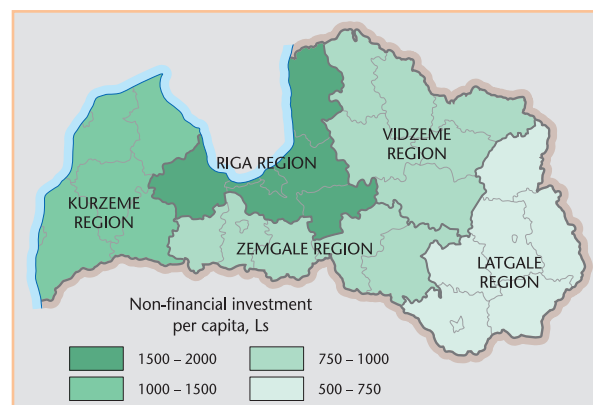 RIGA REGION
VIDZEME
REGION
KURZEME
REGION
ZEMGALE REGION
LATGALE
REGION
Non-financial investment
per capita, Ls
1500 – 2000
750 – 1000
1000 – 1500
500 – 750